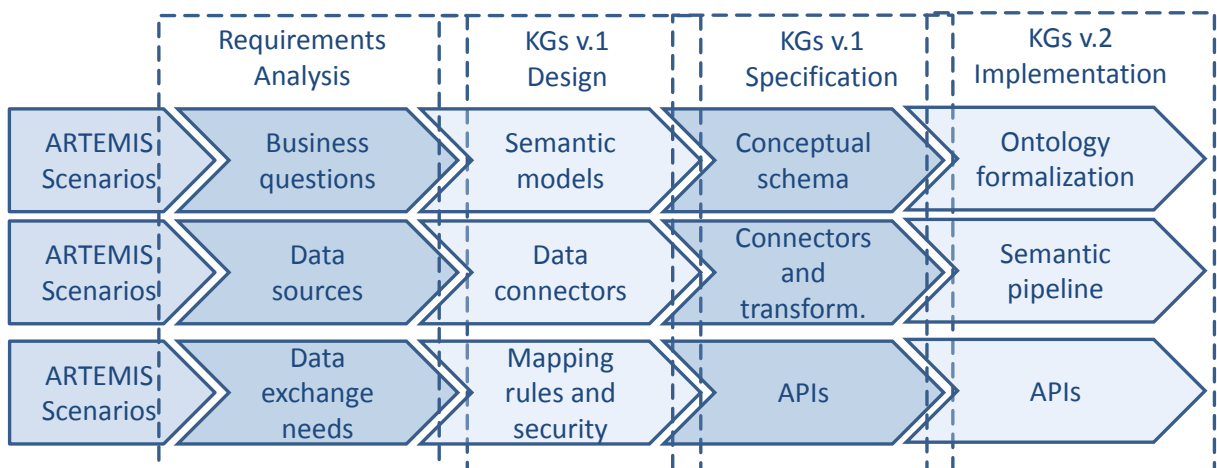 Requirements
Analysis
KGs v.1
Design
KGs v.1
Specification
KGs v.2
Implementation
ARTEMIS
Scenarios
Business
questions
Semantic
models
Conceptual
schema
Ontology
formalization
ARTEMIS
Scenarios
Data
sources
Data
connectors
Connectors
and
transform.
Semantic
pipeline
ARTEMIS
Scenarios
Data
exchange
needs
Mapping
rules and
security
APIs
APIs